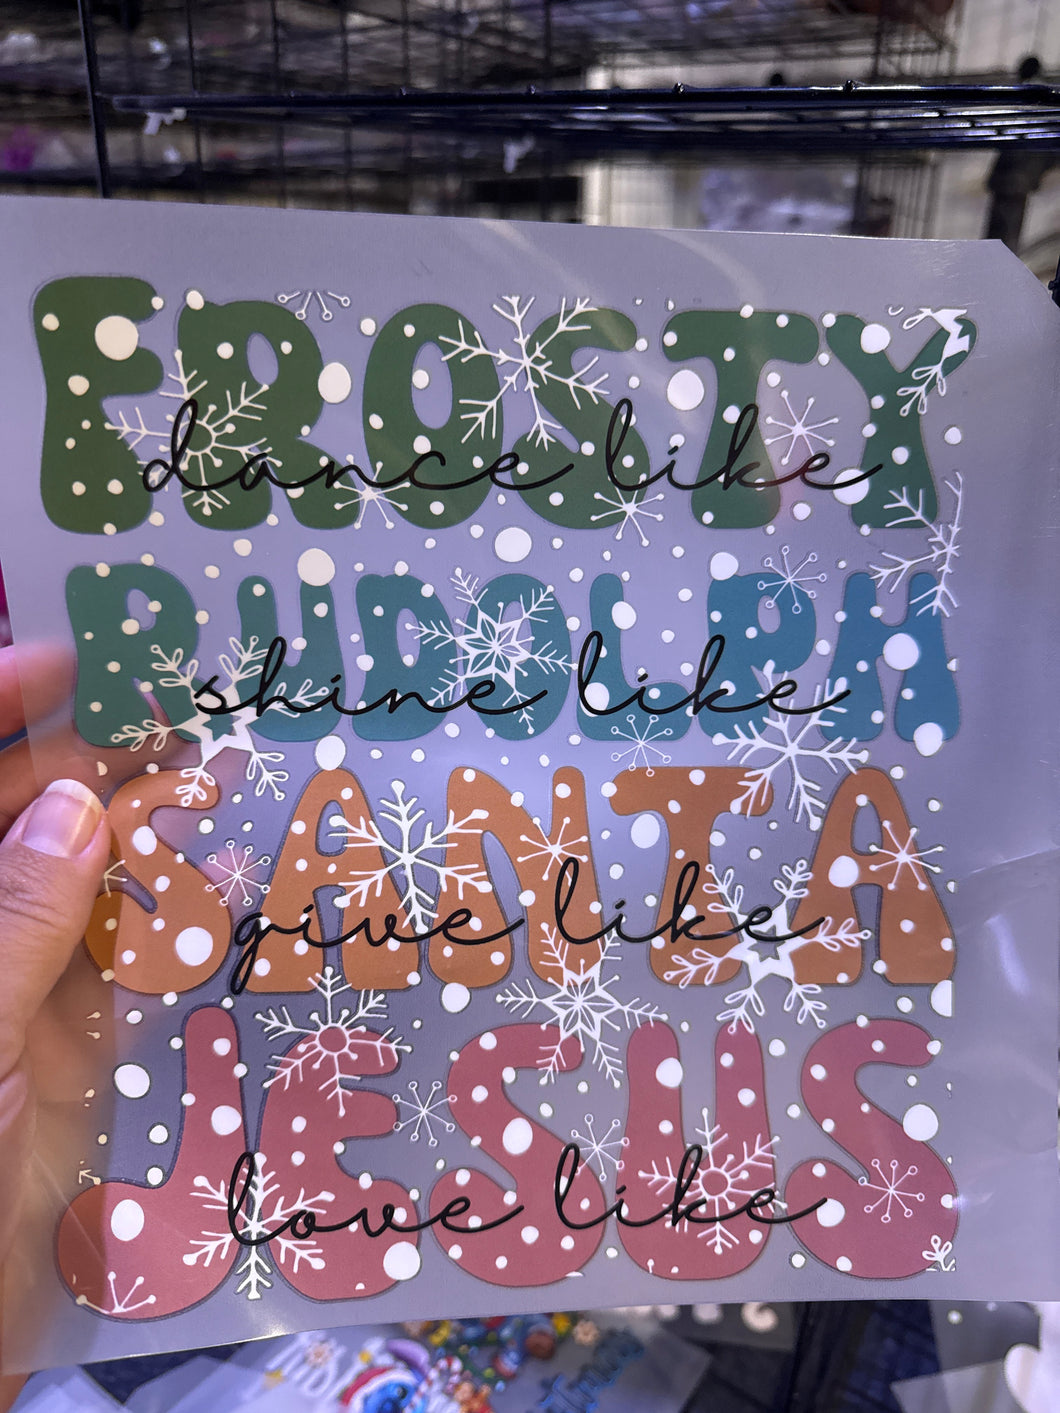 dance like
FROSTY
shine like
RUDOLPH
give like
SANTA
love like
JESUS